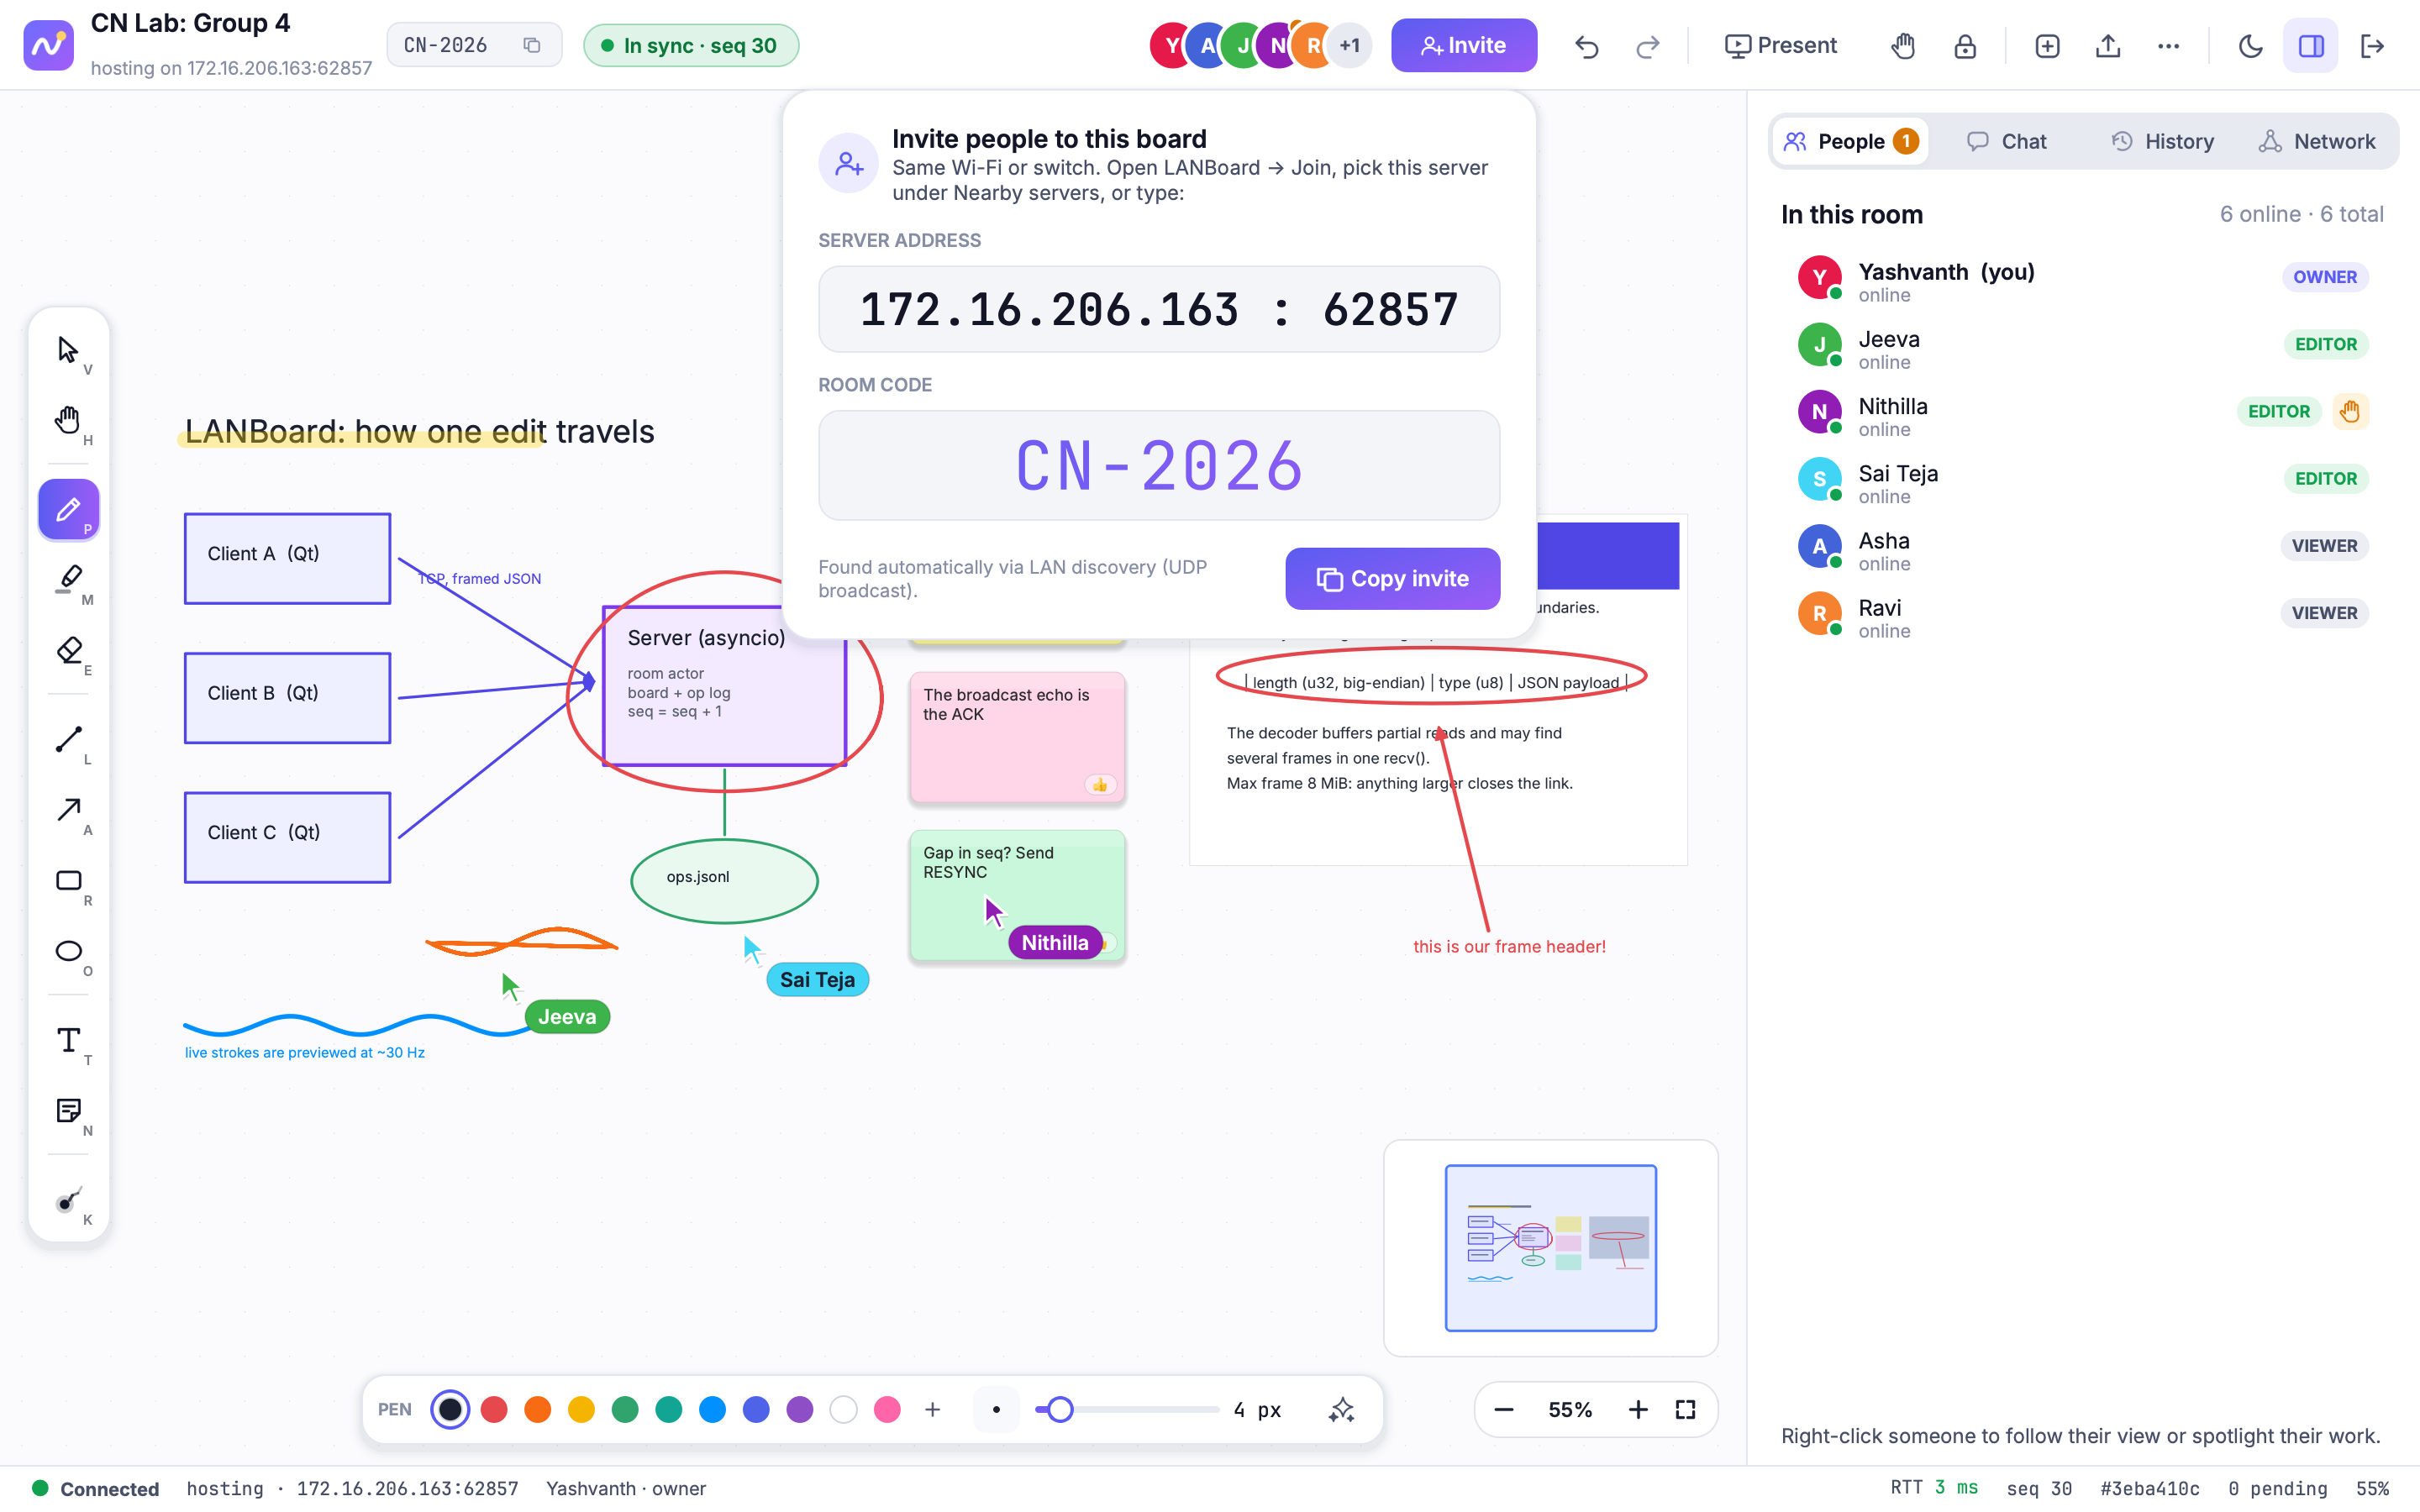 CN Lab: Group 4
hosting on 172.16.206.163:62857
CN-2026
In sync · seq 30
Y A J N R +1
Invite
Present
Invite people to this board
Same Wi-Fi or switch. Open LANBoard → Join, pick this server
under Nearby servers, or type:
SERVER ADDRESS
172.16.206.163 : 62857
ROOM CODE
CN-2026
Found automatically via LAN discovery (UDP
broadcast).
Copy invite
People 1
Chat
History
Network
In this room
6 online · 6 total
Y
Yashvanth (you)
online
OWNER
J
Jeeva
online
EDITOR
N
Nithilla
online
EDITOR
S
Sai Teja
online
EDITOR
A
Asha
online
VIEWER
R
Ravi
online
VIEWER
Right-click someone to follow their view or spotlight their work.
V
H
P
M
E
L
A
R
O
T
N
K
LANBoard: how one edit travels
Client A (Qt)
TCP, framed JSON
Client B (Qt)
Client C (Qt)
Server (asyncio)
room actor
board + op log
seq = seq + 1
ops.jsonl
The broadcast echo is
the ACK
Gap in seq? Send
RESYNC
Nithilla
Sai Teja
Jeeva
live strokes are previewed at ~30 Hz
undaries.
| length (u32, big-endian) | type (u8) | JSON payload |
The decoder buffers partial reads and may find
several frames in one recv().
Max frame 8 MiB: anything larger closes the link.
this is our frame header!
PEN
4 px
55%
Connected
hosting · 172.16.206.163:62857
Yashvanth · owner
RTT 3 ms
seq 30
#3eba410c
0 pending
55%